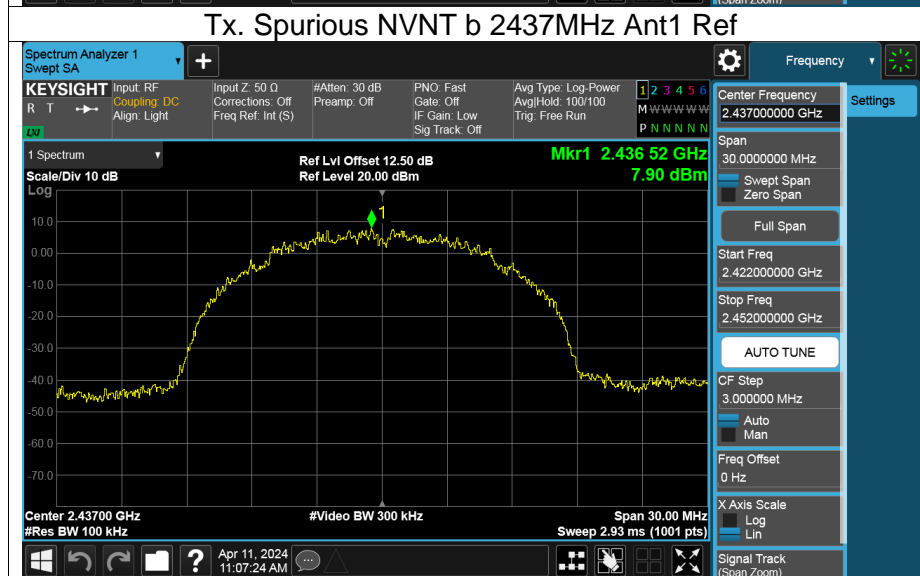 (Span Zoom)
Tx. Spurious NVNT b 2437MHz Ant1 Ref
Spectrum Analyzer 1
Swept SA
+
Frequency
KEYSIGHT
R T
LXI
Input: RF
Coupling: DC
Align: Light
Input Z: 50 Ω
Corrections: Off
Freq Ref: Int (S)
#Atten: 30 dB
Preamp: Off
PNO: Fast
Gate: Off
IF Gain: Low
Sig Track: Off
Avg Type: Log-Power
Avg|Hold: 100/100
Trig: Free Run
1 2 3 4 5 6
M W W W W W
P N N N N N
1 Spectrum
Scale/Div 10 dB
Log
Ref Lvl Offset 12.50 dB
Ref Level 20.00 dBm
Mkr1 2.436 52 GHz
7.90 dBm
1
10.0
0.00
-10.0
-20.0
-30.0
-40.0
-50.0
-60.0
-70.0
Center 2.43700 GHz
#Res BW 100 kHz
#Video BW 300 kHz
Span 30.00 MHz
Sweep 2.93 ms (1001 pts)
Center Frequency
2.437000000 GHz
Settings
Span
30.0000000 MHz
Swept Span
Zero Span
Full Span
Start Freq
2.422000000 GHz
Stop Freq
2.452000000 GHz
AUTO TUNE
CF Step
3.000000 MHz
Auto
Man
Freq Offset
0 Hz
X Axis Scale
Log
Lin
Signal Track
(Span Zoom)
?
Apr 11, 2024
11:07:24 AM